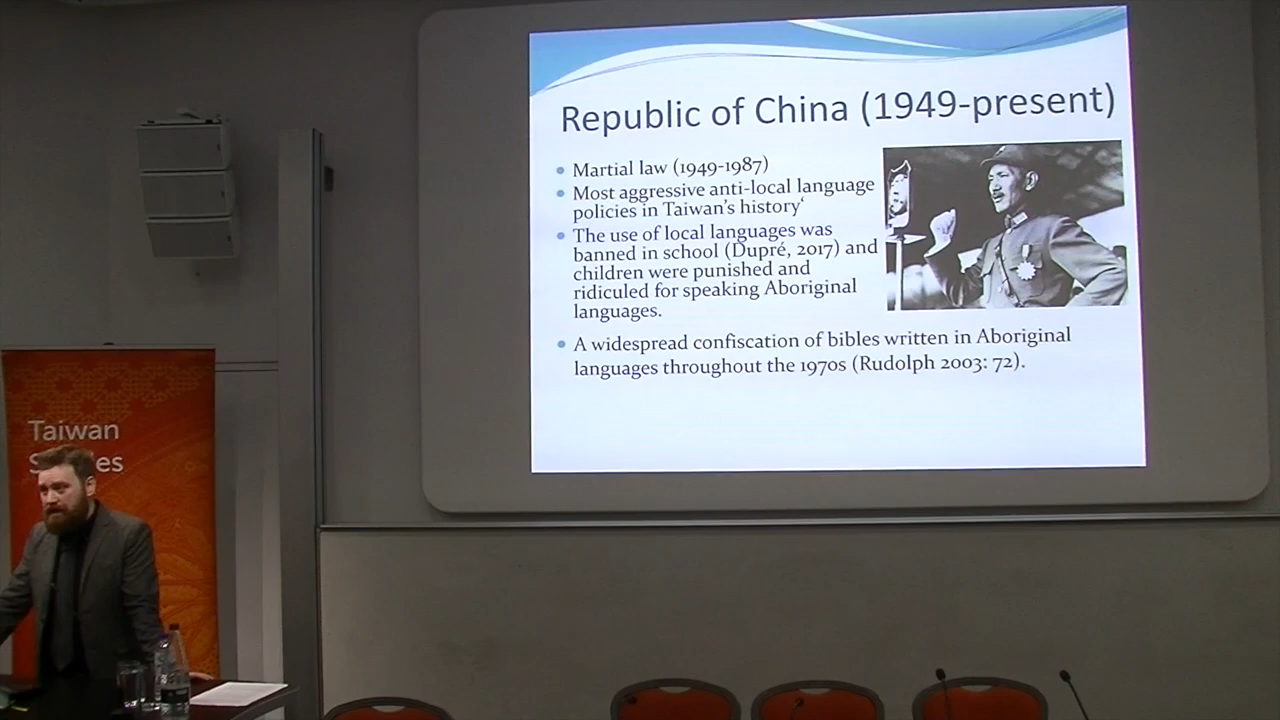 Republic of China (1949-present)
Martial law (1949-1987)
Most aggressive anti-local language
policies in Taiwan's history‘
The use of local languages was
banned in school (Dupré, 2017) and
children were punished and
ridiculed for speaking Aboriginal
languages.
A widespread confiscation of bibles written in Aboriginal
languages throughout the 1970s (Rudolph 2003: 72).
Taiwan